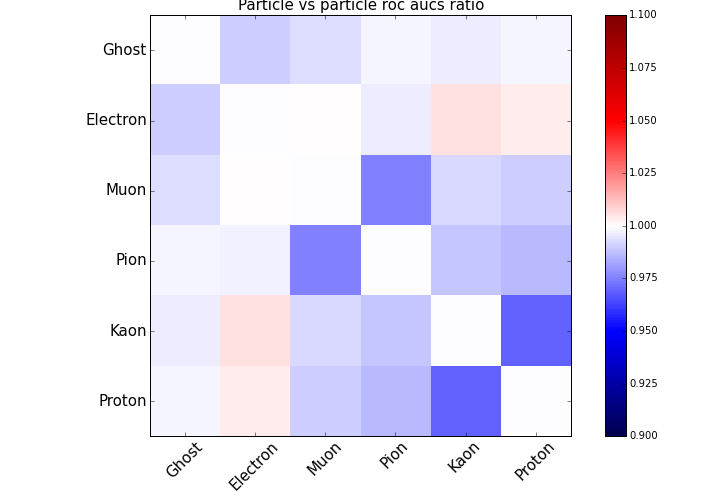 Particle vs particle roc aucs ratio
Ghost
Electron
Muon
Pion
Kaon
Proton
Ghost
Electron
Muon
Pion
Kaon
Proton
1.100
1.075
1.050
1.025
1.000
0.975
0.950
0.925
0.900